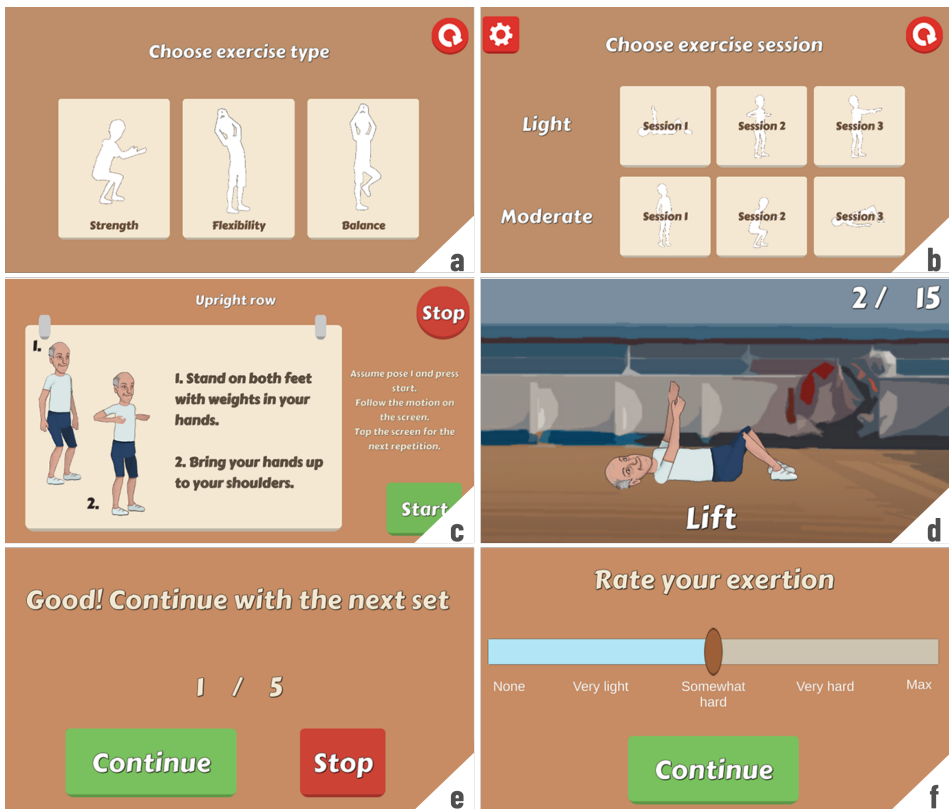 Choose exercise type
Strength
Flexibility
Balance
a
Choose exercise session
Light
Session 1
Session 2
Session 3
Moderate
Session 1
Session 2
Session 3
b
Upright row
Stop
1.
2.
1. Stand on both feet
with weights in your
hands.
2. Bring your hands up
to your shoulders.
Assume pose 1 and press
start.
Follow the motion on
the screen.
Tap the screen for the
next repetition.
Start
c
2 / 15
Lift
d
Good! Continue with the next set
1 / 5
Continue
Stop
e
Rate your exertion
None
Very light
Somewhat
hard
Very hard
Max
Continue
f